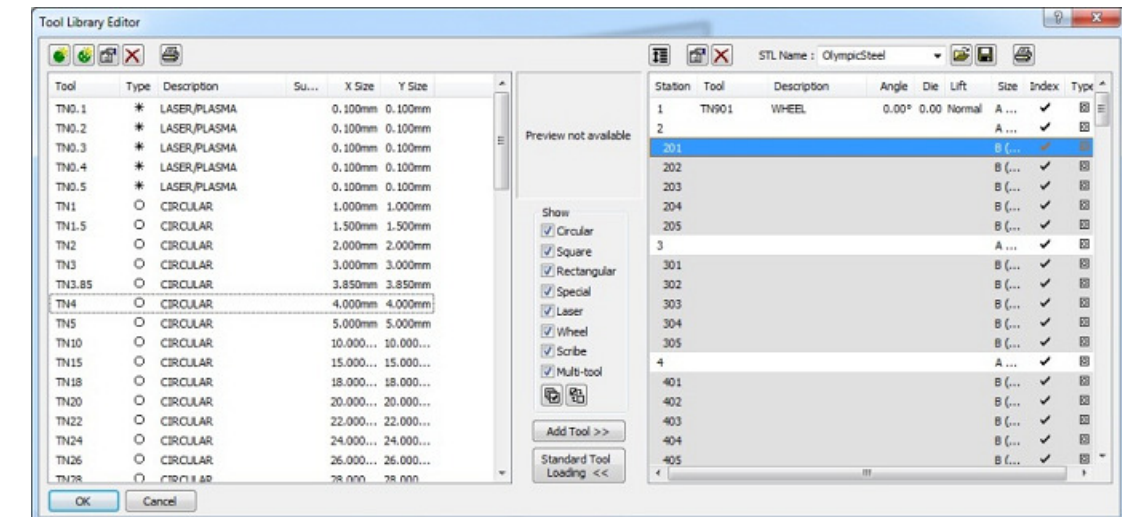 Tool Library Editor
STL Name : OlympicSteel
Tool Type Description Su... X Size Y Size
TN0.1 LASER/PLASMA 0.100mm 0.100mm
TN0.2 LASER/PLASMA 0.100mm 0.100mm
TN0.3 LASER/PLASMA 0.100mm 0.100mm
TN0.4 LASER/PLASMA 0.100mm 0.100mm
TN0.5 LASER/PLASMA 0.100mm 0.100mm
TN1 CIRCULAR 1.000mm 1.000mm
TN1.5 CIRCULAR 1.500mm 1.500mm
TN2 CIRCULAR 2.000mm 2.000mm
TN3 CIRCULAR 3.000mm 3.000mm
TN3.85 CIRCULAR 3.850mm 3.850mm
TN4 CIRCULAR 4.000mm 4.000mm
TN5 CIRCULAR 5.000mm 5.000mm
TN10 CIRCULAR 10.000... 10.000...
TN15 CIRCULAR 15.000... 15.000...
TN18 CIRCULAR 18.000... 18.000...
TN20 CIRCULAR 20.000... 20.000...
TN22 CIRCULAR 22.000... 22.000...
TN24 CIRCULAR 24.000... 24.000...
TN26 CIRCULAR 26.000... 26.000...
TN28 CIRCULAR 28.000 28.000
Preview not available
Show
Circular
Square
Rectangular
Special
Laser
Wheel
Scribe
Multi-tool
Add Tool >>
Standard Tool
Loading <<
Station Tool Description Angle Die Lift Size Index Type
1 TN901 WHEEL 0.00° 0.00 Normal A ...
2 A ...
201 B (...
202 B (...
203 B (...
204 B (...
205 B (...
3 A ...
301 B (...
302 B (...
303 B (...
304 B (...
305 B (...
4 A ...
401 B (...
402 B (...
403 B (...
404 B (...
405 B (...
OK Cancel